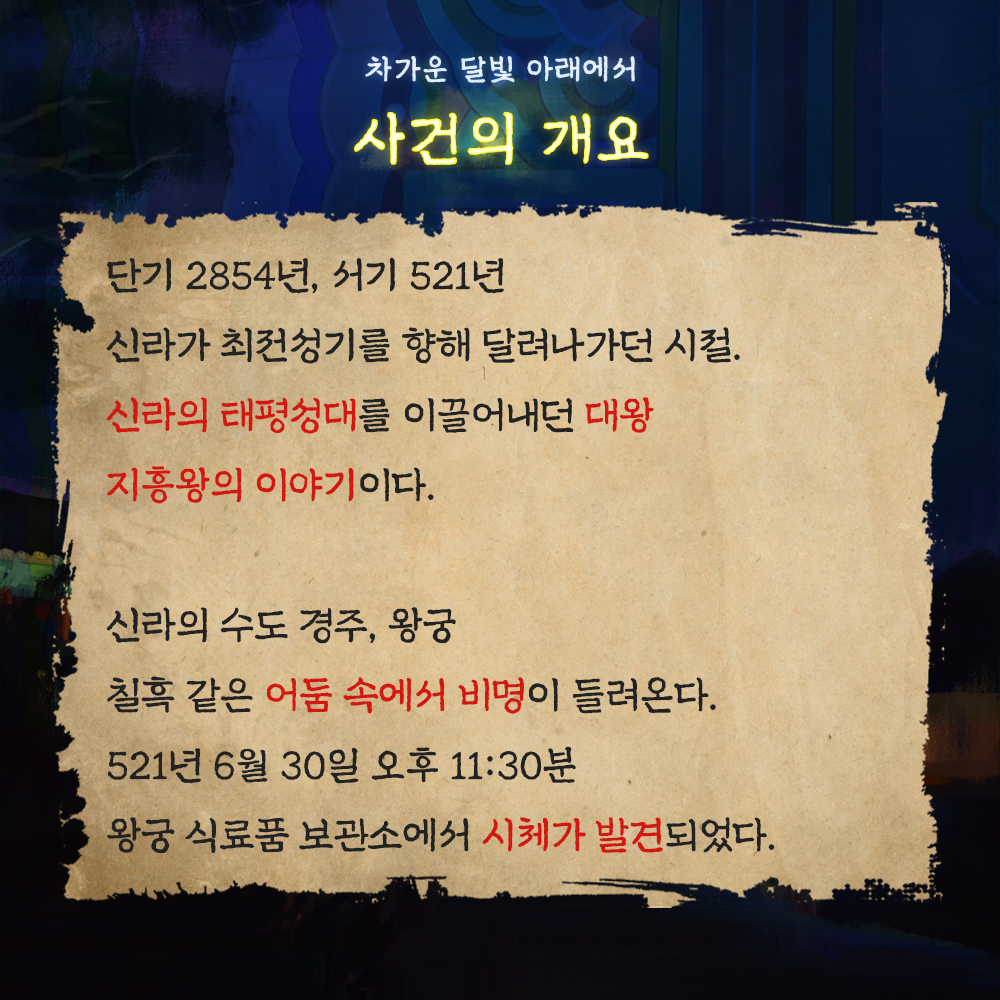 차가운 달빛 아래에서
사건의 개요
단기 2854년, 서기 521년
신라가 최전성기를 향해 달려나가던 시절.
신라의 태평성대를 이끌어내던 대왕
지흥왕의 이야기이다.
신라의 수도 경주, 왕궁
칠흑 같은 어둠 속에서 비명이 들려온다.
521년 6월 30일 오후 11:30분
왕궁 식료품 보관소에서 시체가 발견되었다.